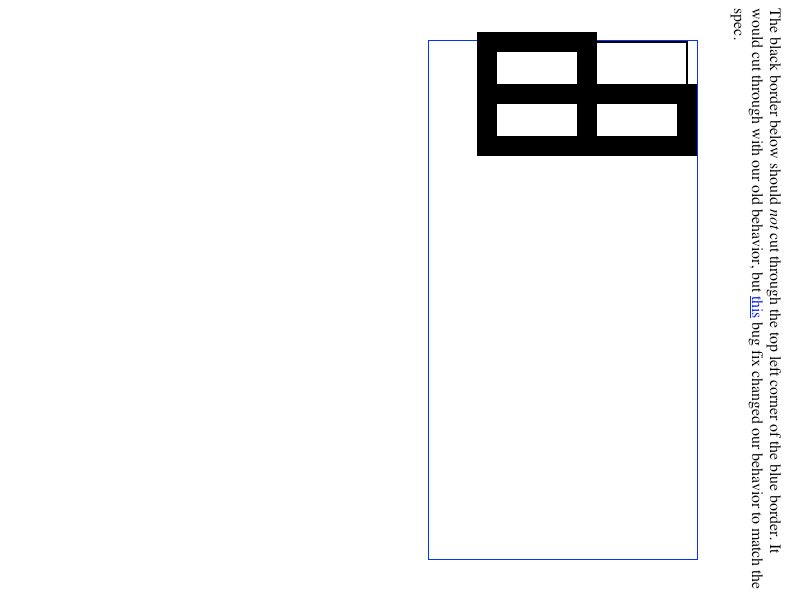 The black border below should not cut through the top left corner of the blue border. It
would cut through with our old behavior, but this bug fix changed our behavior to match the
spec.